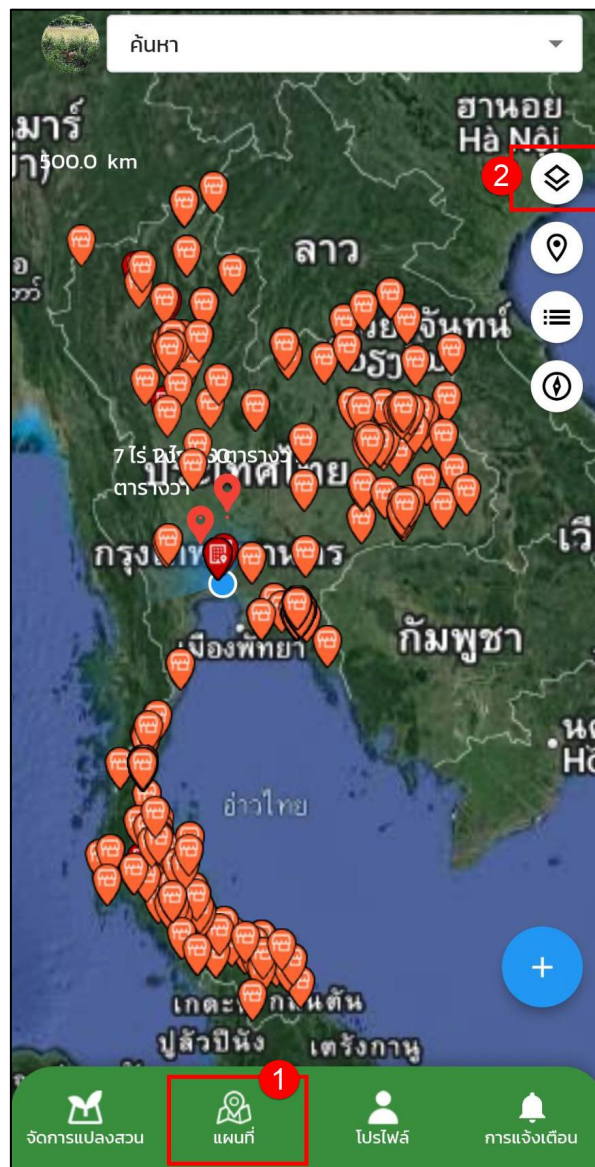 ค้นหา
ฮานอย
Hà Nội
มาร์
500.0 km
2
ลาว
จันทน์
7 ไร่
ตารางวา
กัมพูชา
เมืองพัทยา
อ่าวไทย
+
ปูลัวปีนัง
เตรังกานู
1
จัดการแปลงสวน
แผนที่
โปรไฟล์
การแจ้งเตือน